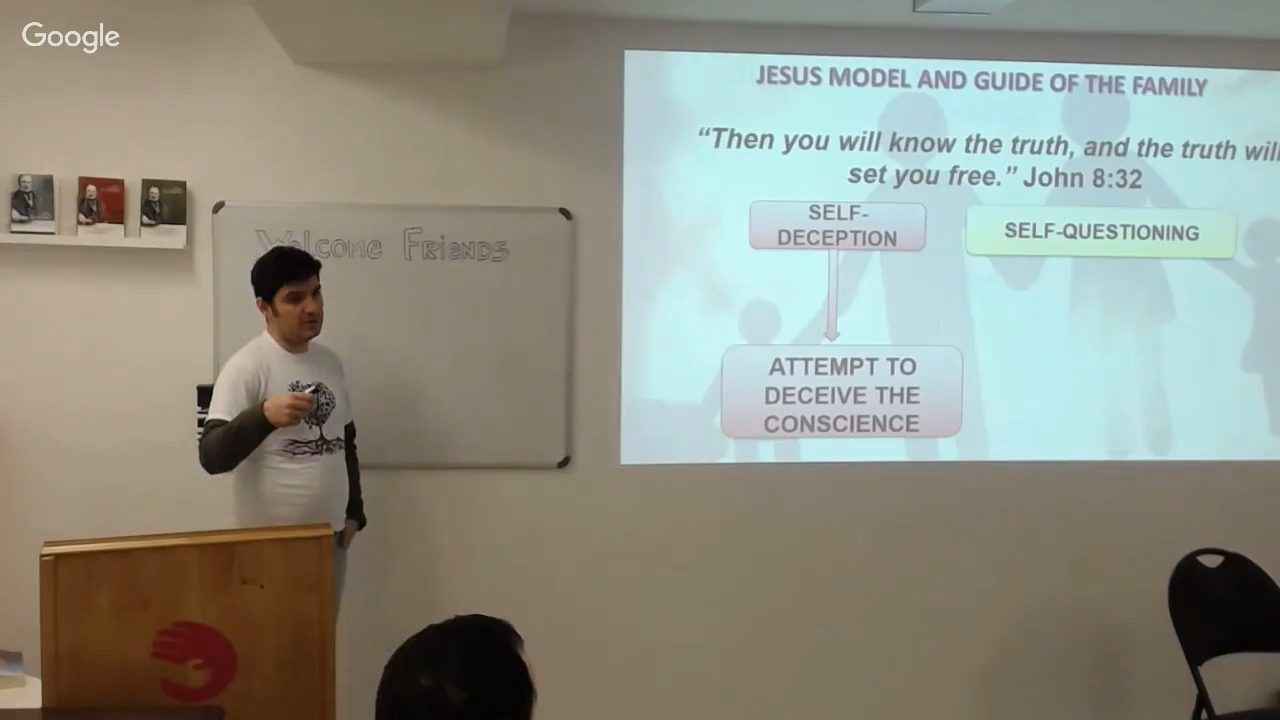 Google
JESUS MODEL AND GUIDE OF THE FAMILY
“Then you will know the truth, and the truth will
set you free.” John 8:32
SELF-
DECEPTION
SELF-QUESTIONING
ATTEMPT TO
DECEIVE THE
CONSCIENCE
Welcome Friends